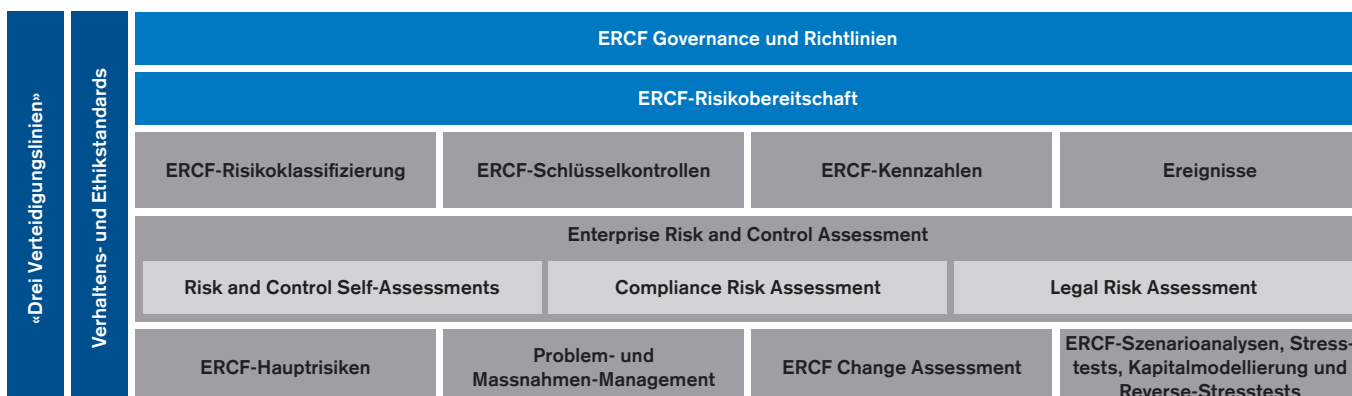 «Drei Verteidigungslinien»
Verhaltens- und Ethikstandards
ERCF Governance und Richtlinien
ERCF-Risikobereitschaft
ERCF-Risikoklassifizierung
ERCF-Schlüsselkontrollen
ERCF-Kennzahlen
Ereignisse
Enterprise Risk and Control Assessment
Risk and Control Self-Assessments
Compliance Risk Assessment
Legal Risk Assessment
ERCF-Hauptrisiken
Problem- und
Massnahmen-Management
ERCF Change Assessment
ERCF-Szenarioanalysen, Stress-
tests, Kapitalmodellierung und
Reverse-Stresstests